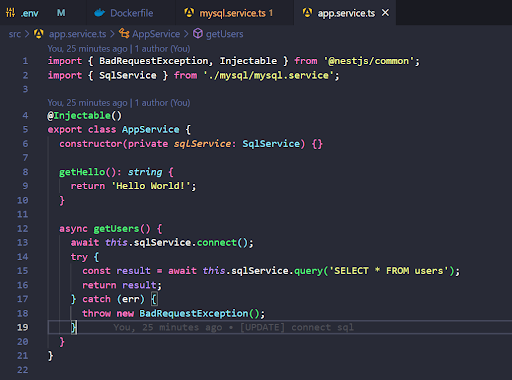 .env M Dockerfile mysql.service.ts 1 app.service.ts
src > app.service.ts > AppService > getUsers
You, 25 minutes ago | 1 author (You)
1 import { BadRequestException, Injectable } from '@nestjs/common';
2 import { SqlService } from './mysql/mysql.service';
3
You, 25 minutes ago | 1 author (You)
4 @Injectable()
5 export class AppService {
6 constructor(private sqlService: SqlService) {}
7
8 getHello(): string {
9 return 'Hello World!';
10 }
11
12 async getUsers() {
13 await this.sqlService.connect();
14 try {
15 const result = await this.sqlService.query('SELECT * FROM users');
16 return result;
17 } catch (err) {
18 throw new BadRequestException();
19 } You, 25 minutes ago • [UPDATE] connect sql
20 }
21 }
22